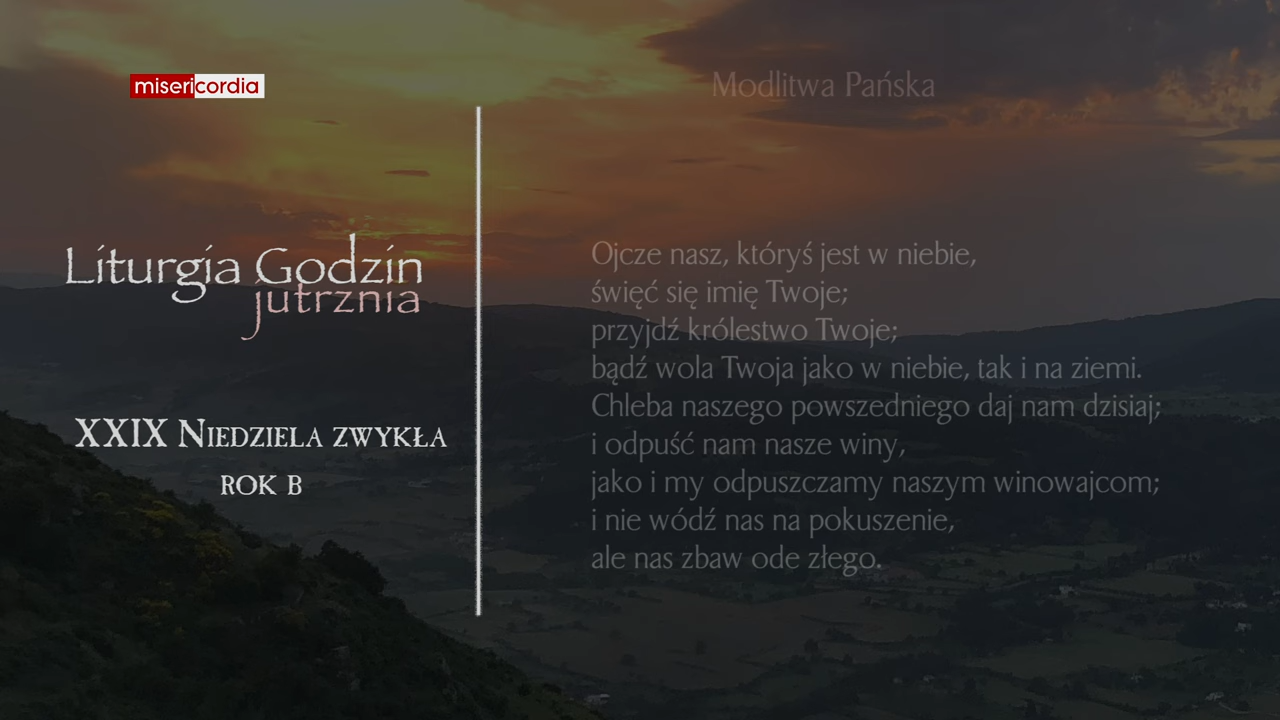 misericordia
Liturgia Godzin
jutrznia
XXIX Niedziela zwykła
rok B
Modlitwa Pańska
Ojcze nasz, któryś jest w niebie,
święć się imię Twoje;
przyjdź królestwo Twoje;
bądź wola Twoja jako w niebie, tak i na ziemi.
Chleba naszego powszedniego daj nam dzisiaj;
i odpuść nam nasze winy,
jako i my odpuszczamy naszym winowajcom;
i nie wódź nas na pokuszenie,
ale nas zbaw ode złego.